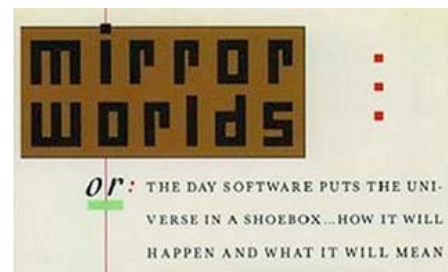 mirror
worlds
or: THE DAY SOFTWARE PUTS THE UNI-
VERSE IN A SHOEBOX...HOW IT WILL
HAPPEN AND WHAT IT WILL MEAN